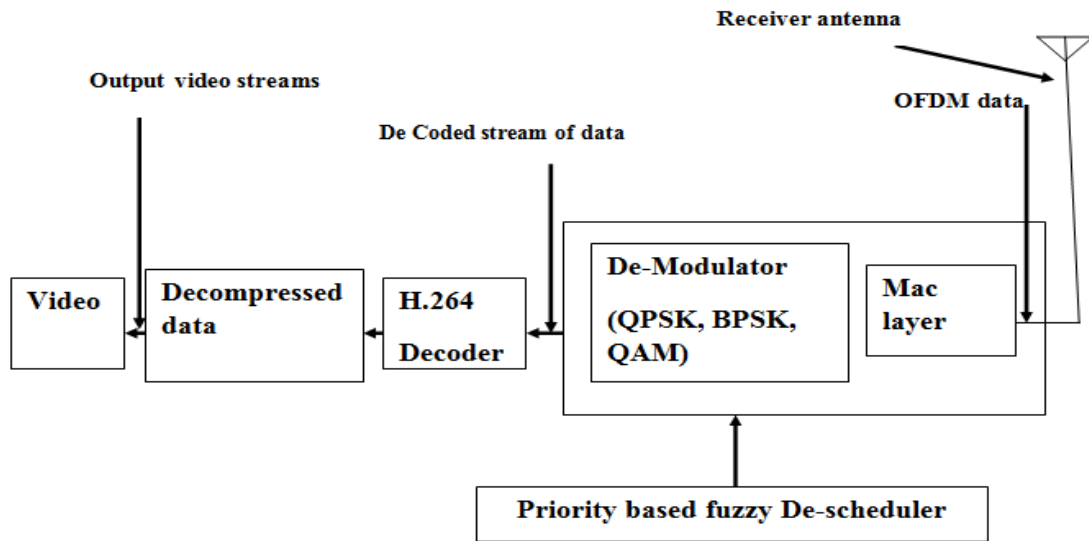 Receiver antenna
Output video streams
OFDM data
De Coded stream of data
Video
Decompressed
data
H.264
Decoder
De-Modulator
(QPSK, BPSK,
QAM)
Mac
layer
Priority based fuzzy De-scheduler